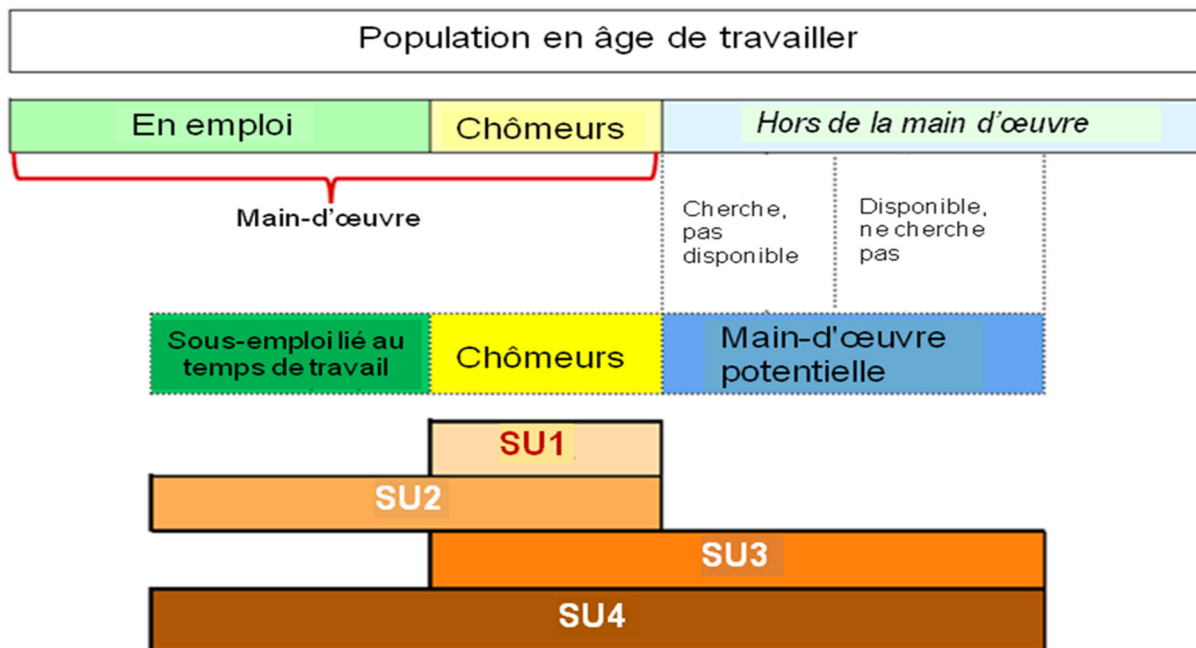 Population en âge de travailler
En emploi
Chômeurs
Hors de la main d’œuvre
Main-d’œuvre
Cherche,
pas
disponible
Disponible,
ne cherche
pas
Sous-emploi lié au
temps de travail
Chômeurs
Main-d'œuvre
potentielle
SU1
SU2
SU3
SU4